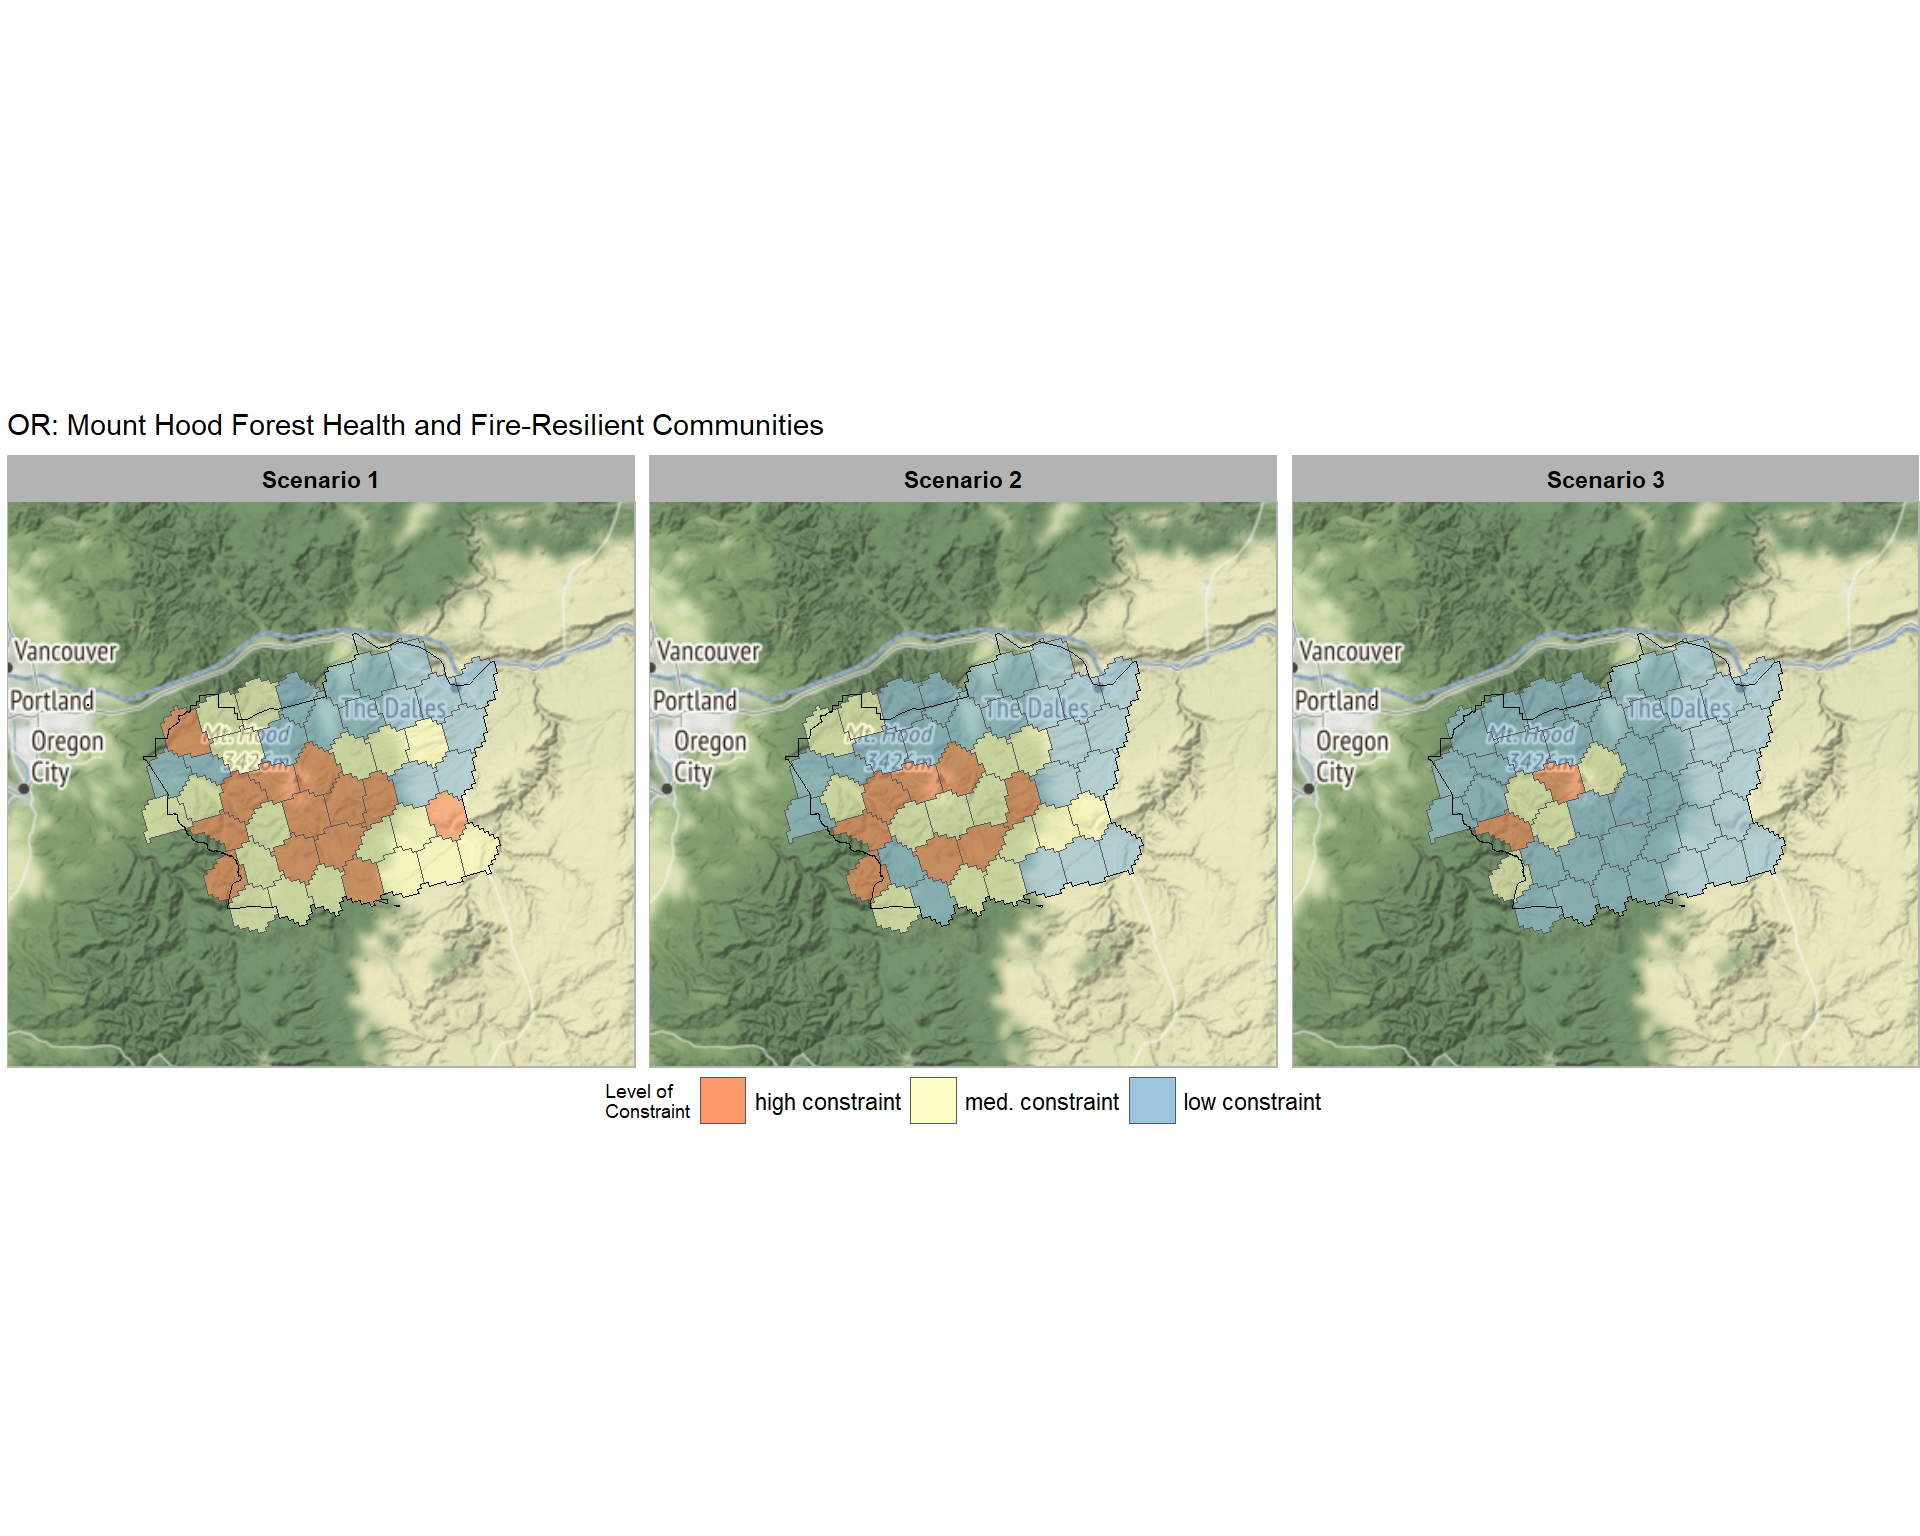 OR: Mount Hood Forest Health and Fire-Resilient Communities
Scenario 1
Scenario 2
Scenario 3
Vancouver
Portland
Oregon
City
Mt. Hood
3426m
The Dalles
Vancouver
Portland
Oregon
City
Mt. Hood
3426m
The Dalles
Vancouver
Portland
Oregon
City
Mt. Hood
3426m
The Dalles
Level of
Constraint
high constraint
med. constraint
low constraint